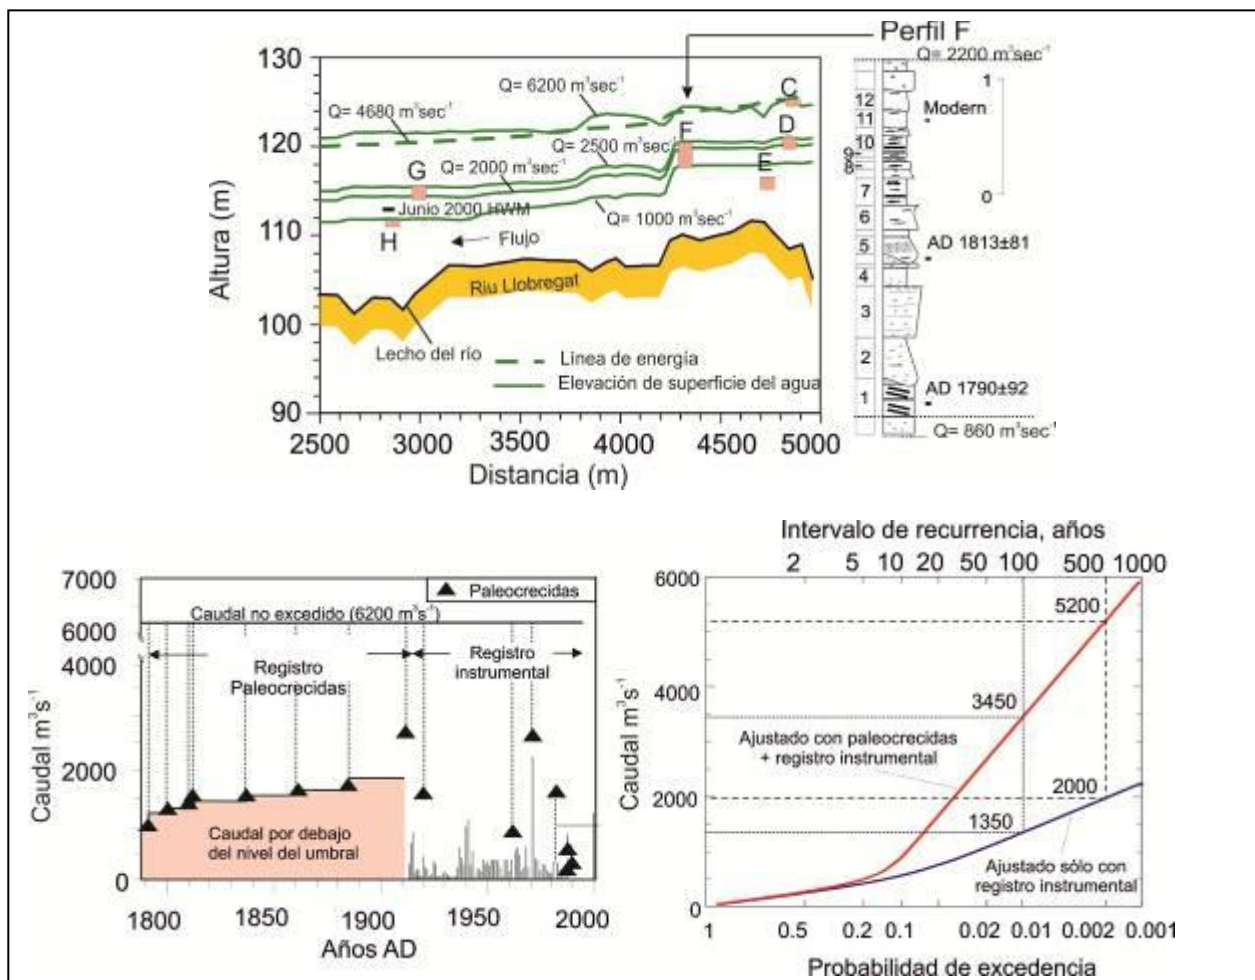 Perfil F
130
120
110
100
90
Altura (m)
Q= 6200 m³sec⁻¹
Q= 4680 m³sec⁻¹
C
F
D
Q= 2500 m³sec⁻¹
G
Q= 2000 m³sec⁻¹
E
Junio 2000 HWM
Q= 1000 m³sec⁻¹
H
Flujo
Riu Llobregat
Lecho del río
Línea de energía
Elevación de superficie del agua
2500 3000 3500 4000 4500 5000
Distancia (m)
Q= 2200 m³sec⁻¹
1
12
Modern
11
10
9
8
0
7
6
5
AD 1813±81
4
3
2
AD 1790±92
1
Q= 860 m³sec⁻¹
7000
6000
4000
2000
0
Caudal m³s⁻¹
Paleocrecidas
Caudal no excedido (6200 m³s⁻¹)
Registro
Paleocrecidas
Registro
instrumental
Caudal por debajo
del nivel del umbral
1800 1850 1900 1950 2000
Años AD
Intervalo de recurrencia, años
2 5 10 20 50 100 500 1000
6000
4000
2000
0
Caudal m³s⁻¹
5200
3450
Ajustado con paleocrecidas
+ registro instrumental
2000
1350
Ajustado sólo con
registro instrumental
1 0.5 0.2 0.1 0.02 0.01 0.002 0.001
Probabilidad de excedencia